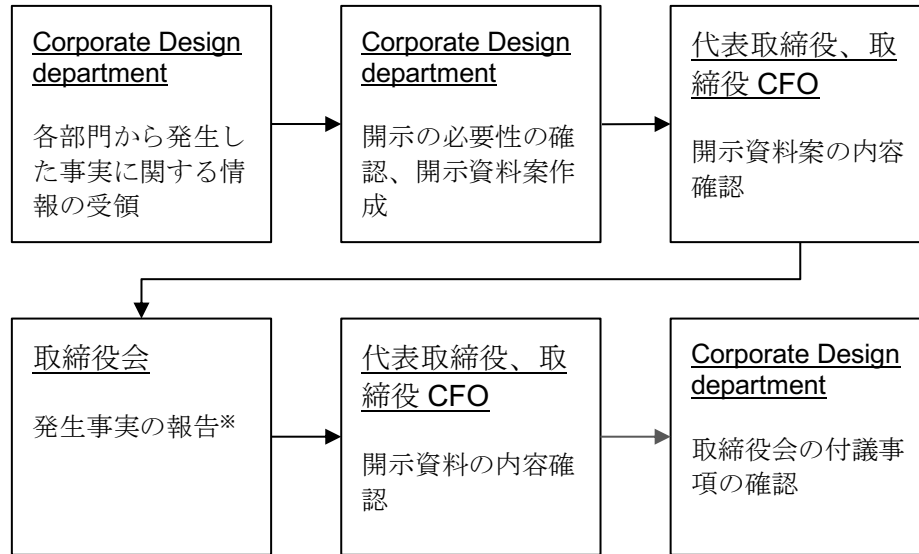 Corporate Design
department
各部門から発生し
た事実に関する情
報の受領
Corporate Design
department
開示の必要性の確
認、開示資料案作
成
代表取締役、取
締役 CFO
開示資料案の内容
確認
取締役会
発生事実の報告※
代表取締役、取
締役 CFO
開示資料の内容確
認
Corporate Design
department
取締役会の付議事
項の確認